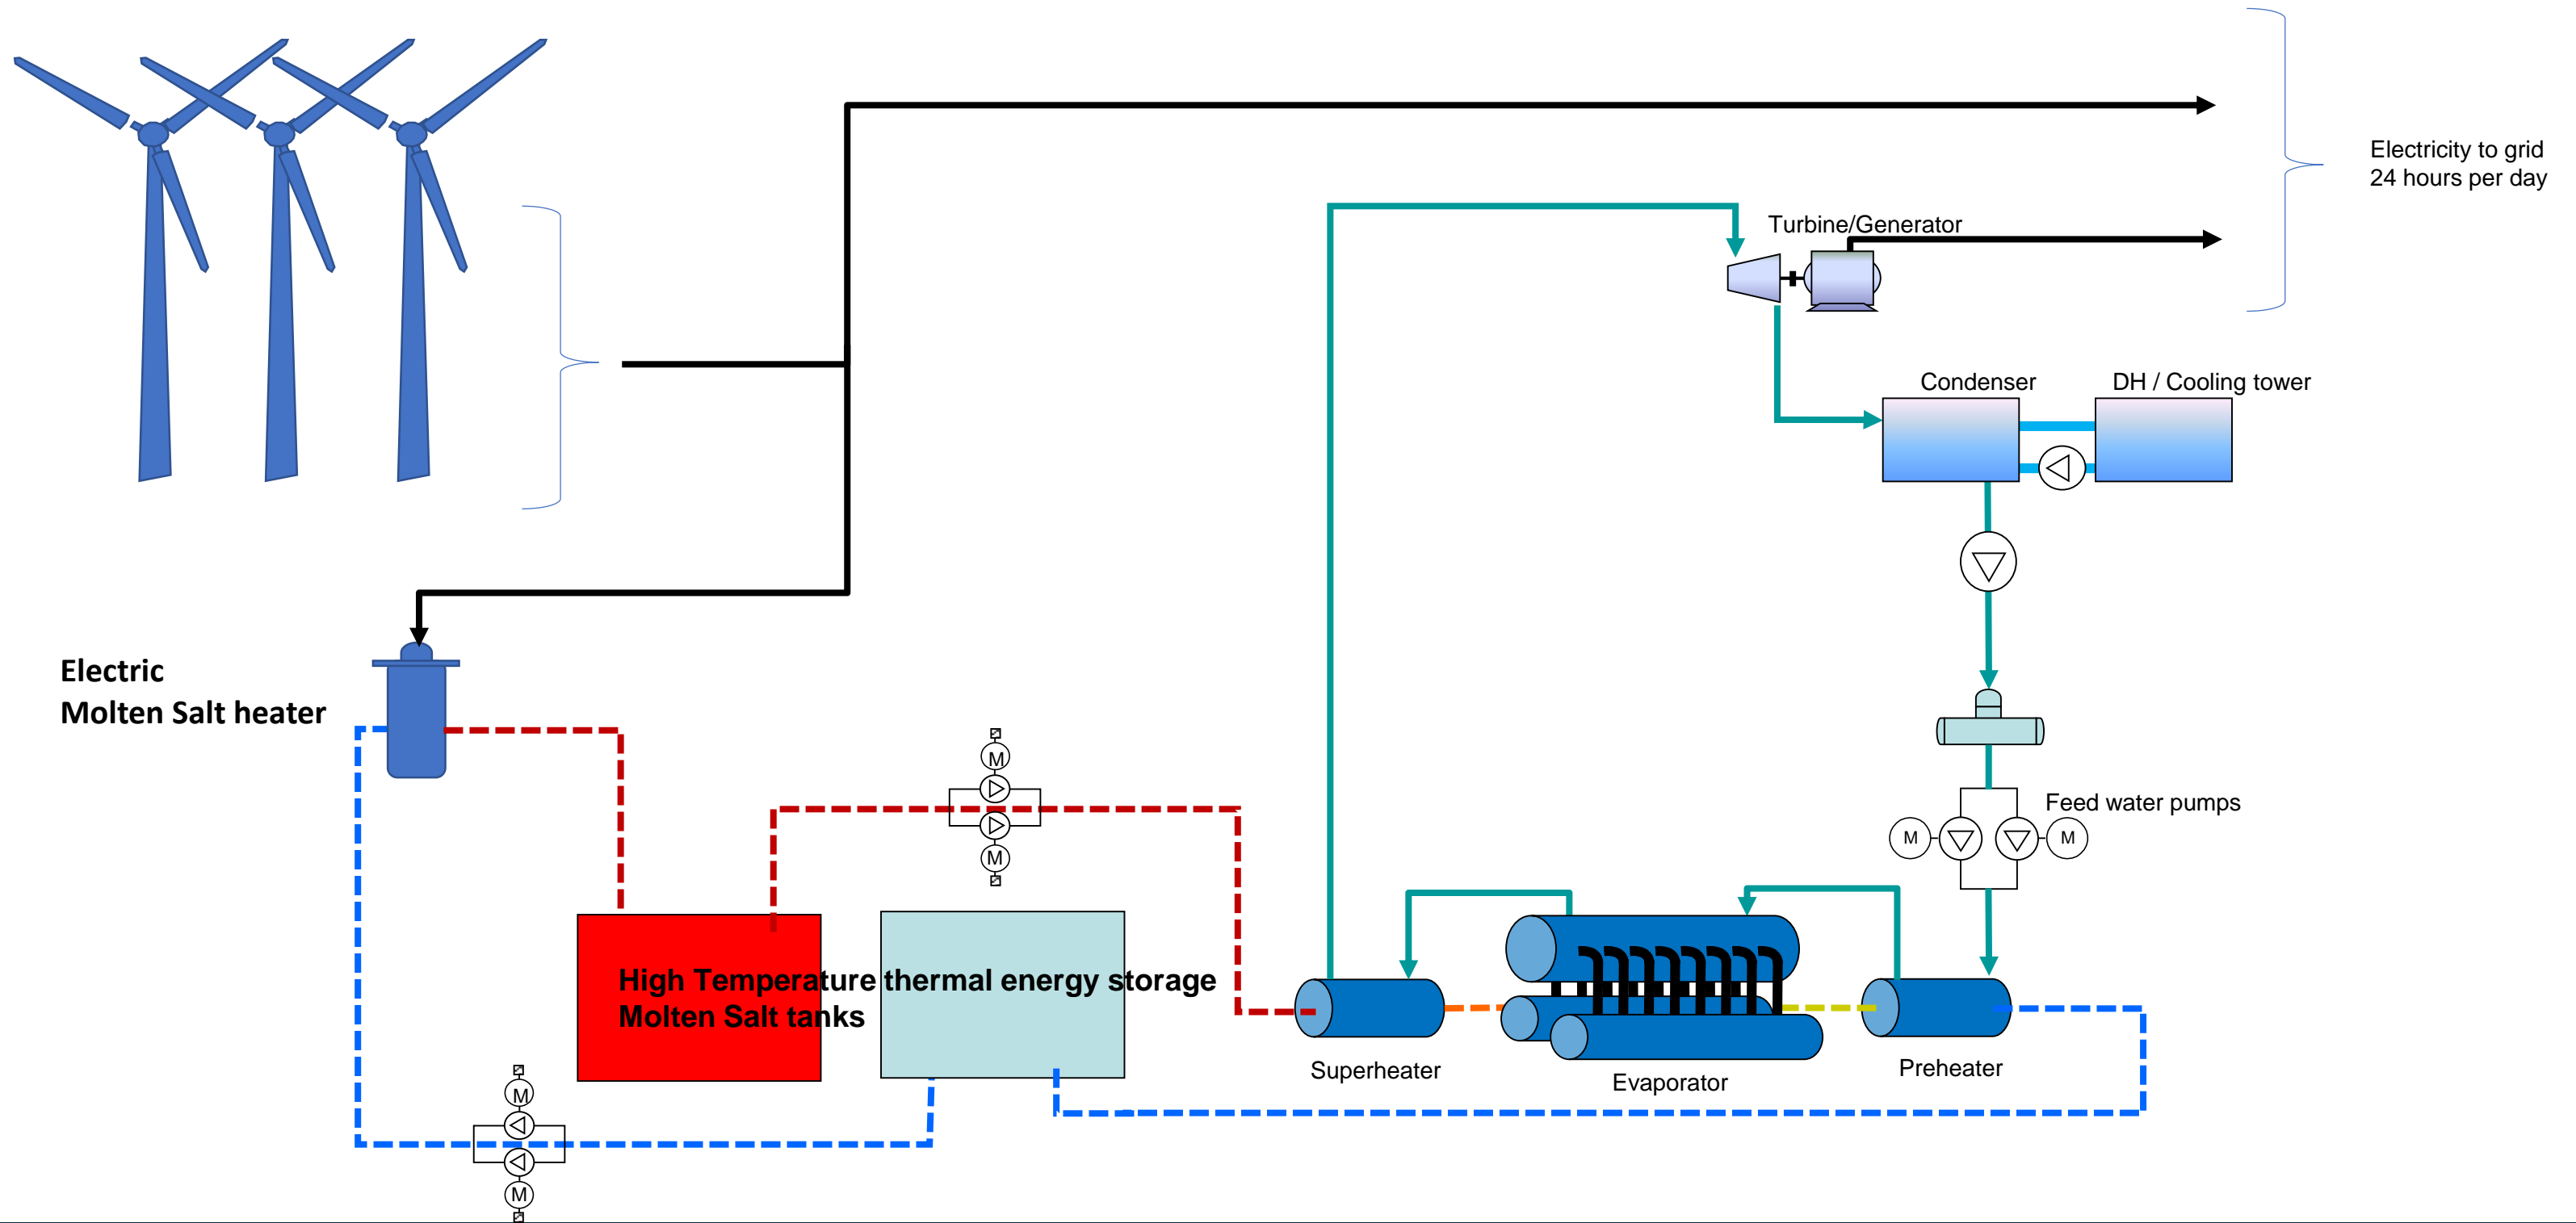 Electricity to grid
24 hours per day
Turbine/Generator
Condenser
DH / Cooling tower
Electric
Molten Salt heater
M
M
Feed water pumps
M
M
High Temperature thermal energy storage
Molten Salt tanks
Superheater
Evaporator
Preheater
M
M